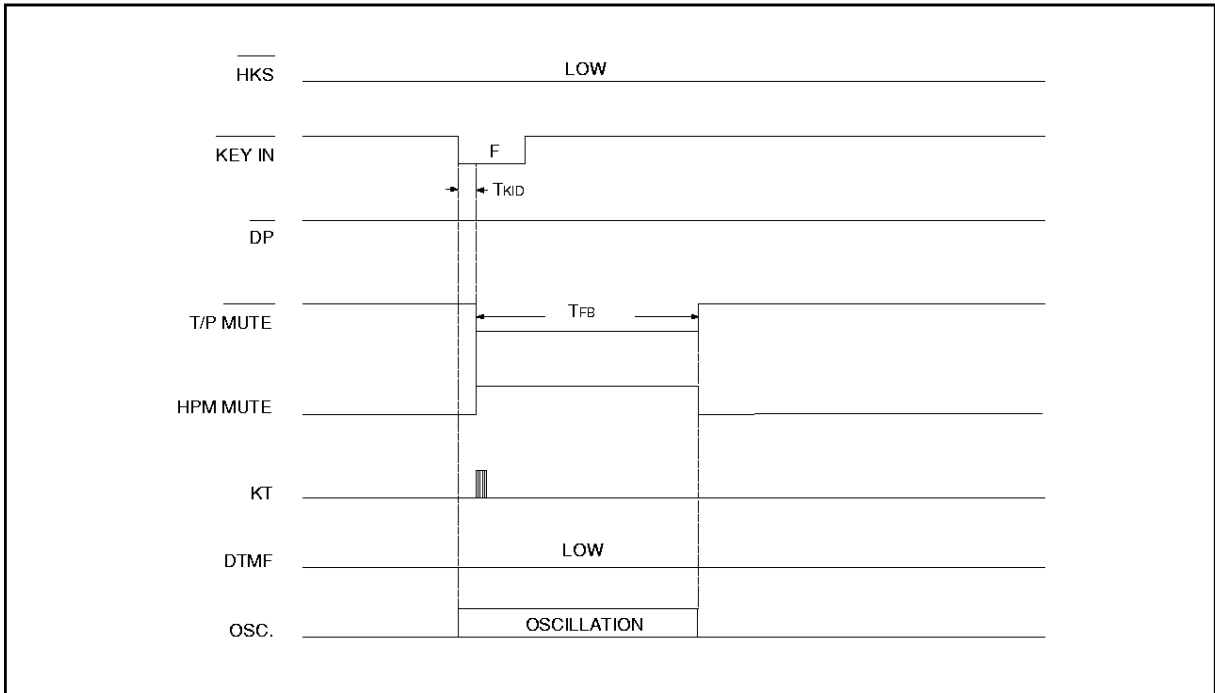 HKS
LOW
KEY IN
F
TKID
DP
T/P MUTE
TFB
HPM MUTE
KT
DTMF
LOW
OSC.
OSCILLATION